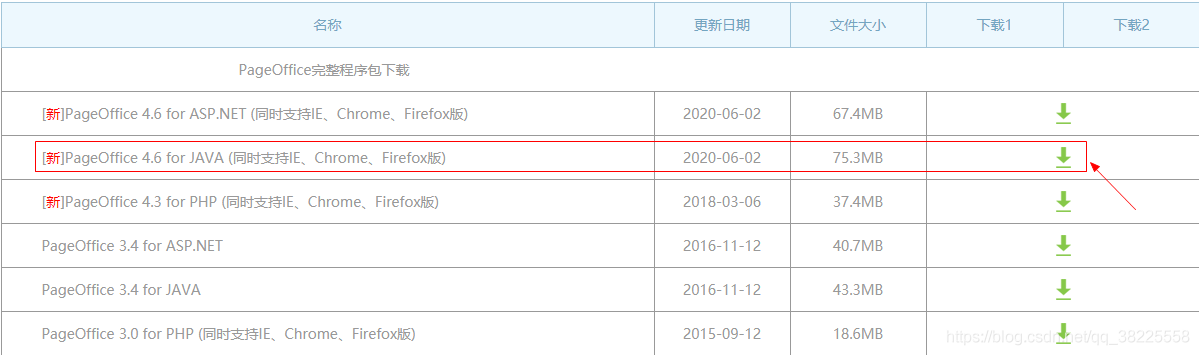 名称 更新日期 文件大小 下载1 下载2
PageOffice完整程序包下载
[新]PageOffice 4.6 for ASP.NET (同时支持IE、Chrome、Firefox版) 2020-06-02 67.4MB
[新]PageOffice 4.6 for JAVA (同时支持IE、Chrome、Firefox版) 2020-06-02 75.3MB
[新]PageOffice 4.3 for PHP (同时支持IE、Chrome、Firefox版) 2018-03-06 37.4MB
PageOffice 3.4 for ASP.NET 2016-11-12 40.7MB
PageOffice 3.4 for JAVA 2016-11-12 43.3MB
PageOffice 3.0 for PHP (同时支持IE、Chrome、Firefox版) 2015-09-12 18.6MB
https://blog.csdn.net/qq_38225558